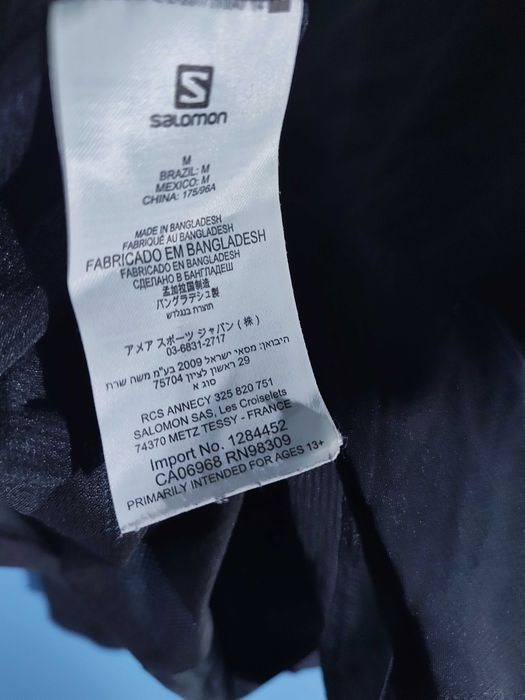 S
salomon
M
BRAZIL: M
MEXICO: M
CHINA: 175/96A
MADE IN BANGLADESH
FABRIQUÉ AU BANGLADESH
FABRICADO EM BANGLADESH
FABRICADO EN BANGLADESH
СДЕЛАНО В БАНГЛАДЕШ
孟加拉国制造
バングラデシュ製
תוצרת בנגלדש
アメア スポーツ ジャパン (株)
03-6831-2717
היבואן: מסאי ישראל 2009 בע"מ משה שרת
29 ראשון לציון 75704
סוג א
RCS ANNECY 325 820 751
SALOMON SAS, Les Croiselets
74370 METZ TESSY - FRANCE
Import No. 1284452
CA06968 RN98309
PRIMARILY INTENDED FOR AGES 13+